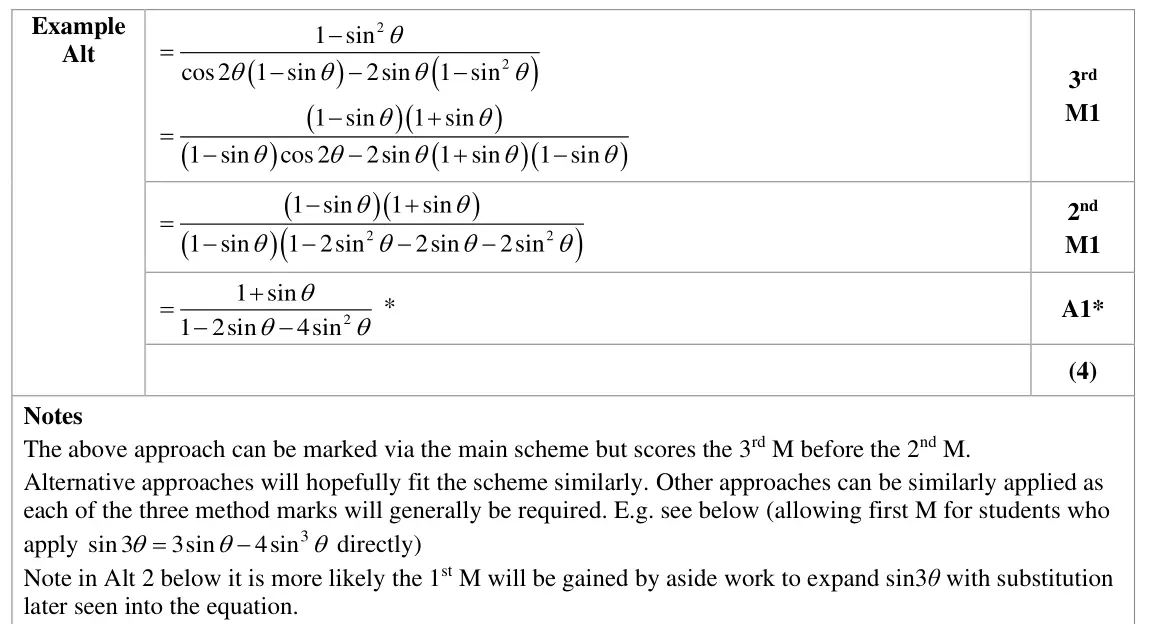 Example
Alt
= (1 − sin² θ) / (cos 2θ(1 − sin θ) − 2 sin θ(1 − sin² θ))
= ((1 − sin θ)(1 + sin θ)) / ((1 − sin θ)cos 2θ − 2 sin θ(1 + sin θ)(1 − sin θ))
3rd
M1
= ((1 − sin θ)(1 + sin θ)) / ((1 − sin θ)(1 − 2 sin² θ − 2 sin θ − 2 sin² θ))
2nd
M1
= (1 + sin θ) / (1 − 2 sin θ − 4 sin² θ) *
A1*
(4)
Notes
The above approach can be marked via the main scheme but scores the 3rd M before the 2nd M.
Alternative approaches will hopefully fit the scheme similarly. Other approaches can be similarly applied as
each of the three method marks will generally be required. E.g. see below (allowing first M for students who
apply sin 3θ = 3 sin θ − 4 sin³ θ directly)
Note in Alt 2 below it is more likely the 1st M will be gained by aside work to expand sin3θ with substitution
later seen into the equation.